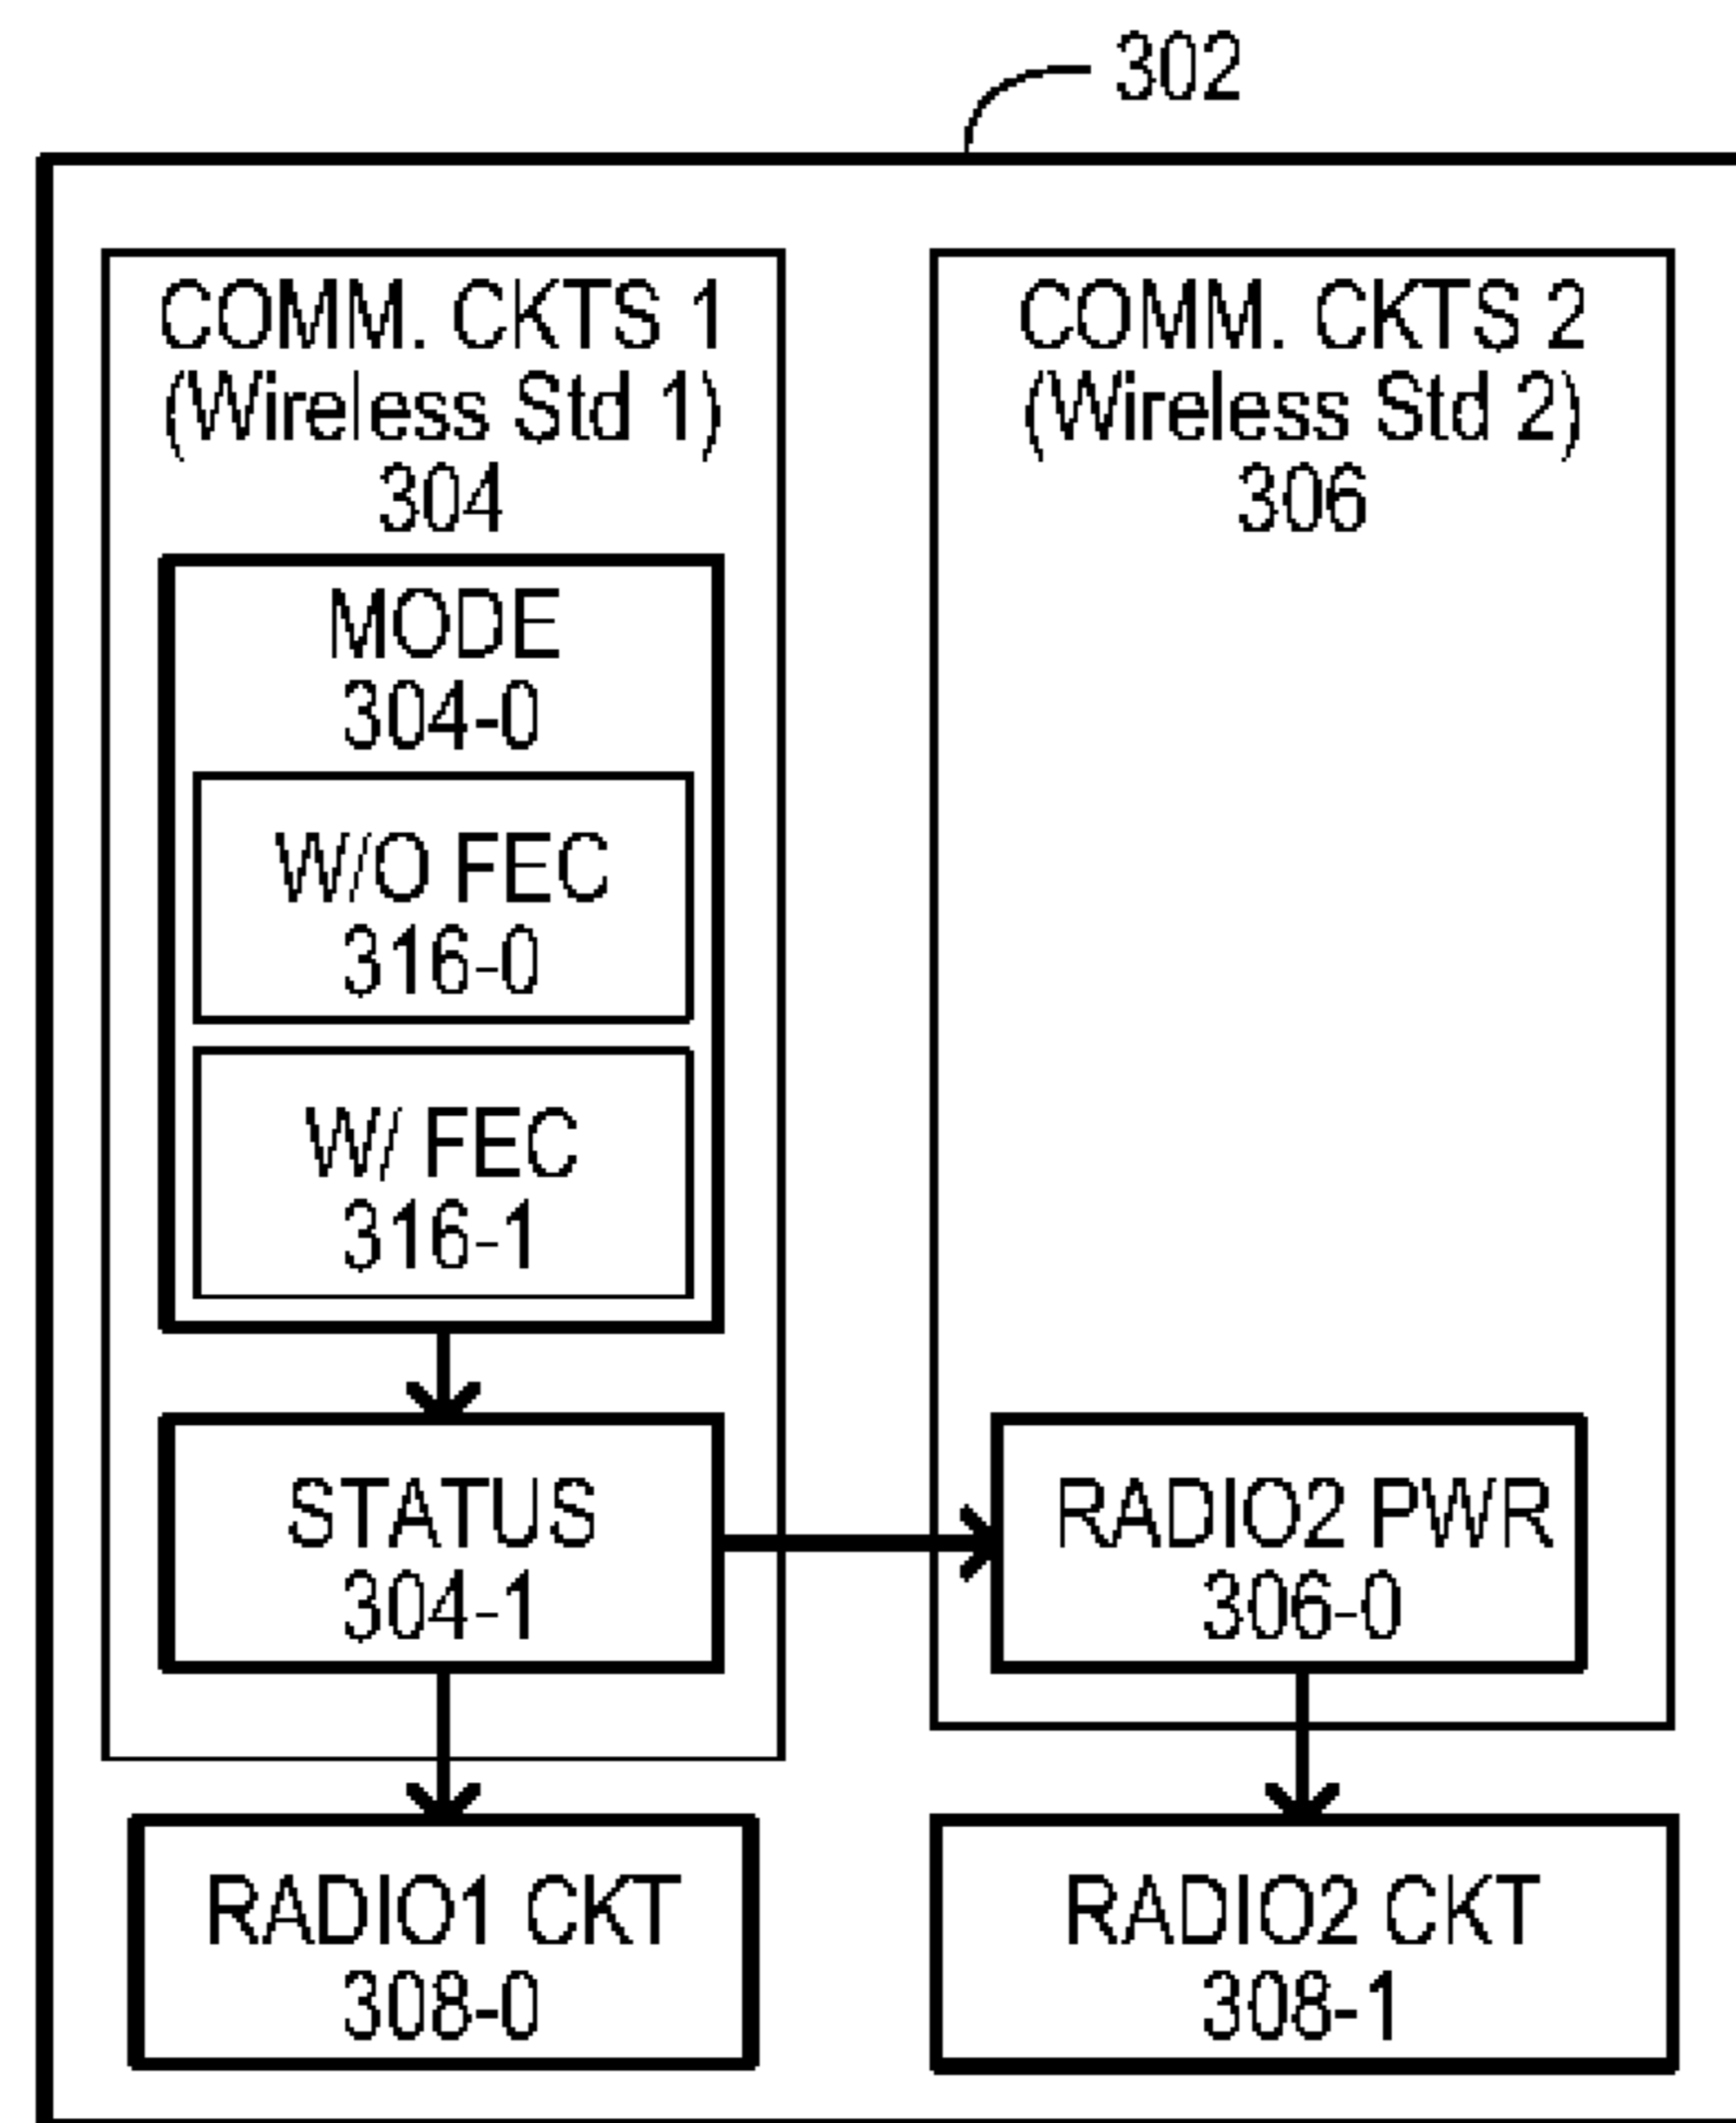 302
COMM. CKTS 1
(Wireless Std 1)
304
MODE
304-0
W/O FEC
316-0
W/ FEC
316-1
STATUS
304-1
RADIO1 CKT
308-0
COMM. CKTS 2
(Wireless Std 2)
306
RADIO2 PWR
306-0
RADIO2 CKT
308-1